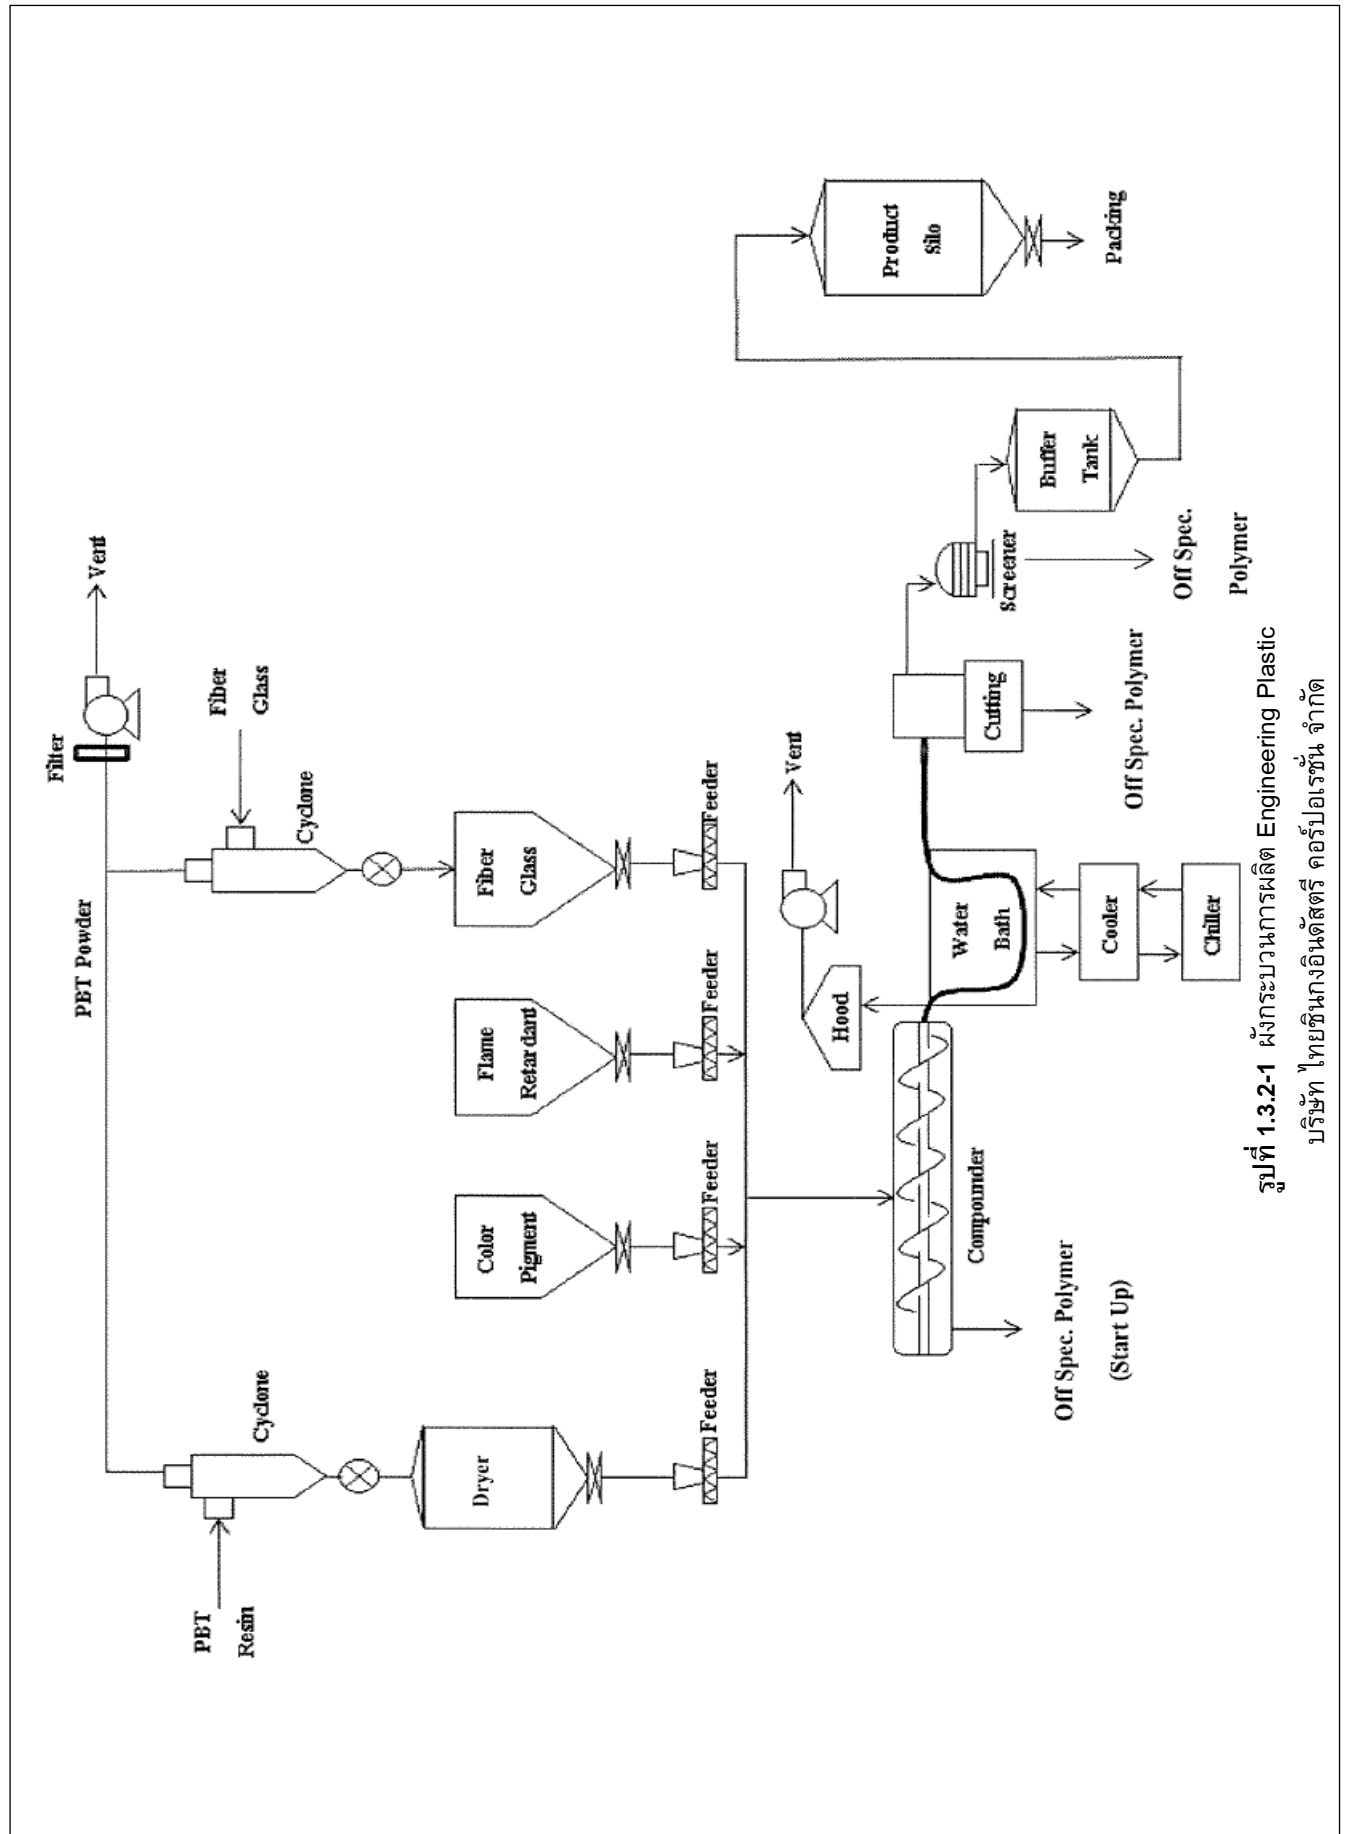 Filter
Vent
PBT Powder
Fiber
Glass
Cyclone
Cyclone
PBT
Resin
Dryer
Color
Pigment
Flame
Retardant
Fiber
Glass
Feeder
Feeder
Feeder
Feeder
Vent
Hood
Compounder
Off Spec. Polymer
(Start Up)
Water
Bath
Cooler
Chiller
Cutting
Off Spec. Polymer
Screener
Off Spec.
Polymer
Buffer
Tank
Product
Silo
Packing
รูปที่ 1.3.2-1 ผังกระบวนการผลิต Engineering Plastic
บริษัท ไทยชินกงอินดัสตรี คอร์ปอเรชั่น จำกัด